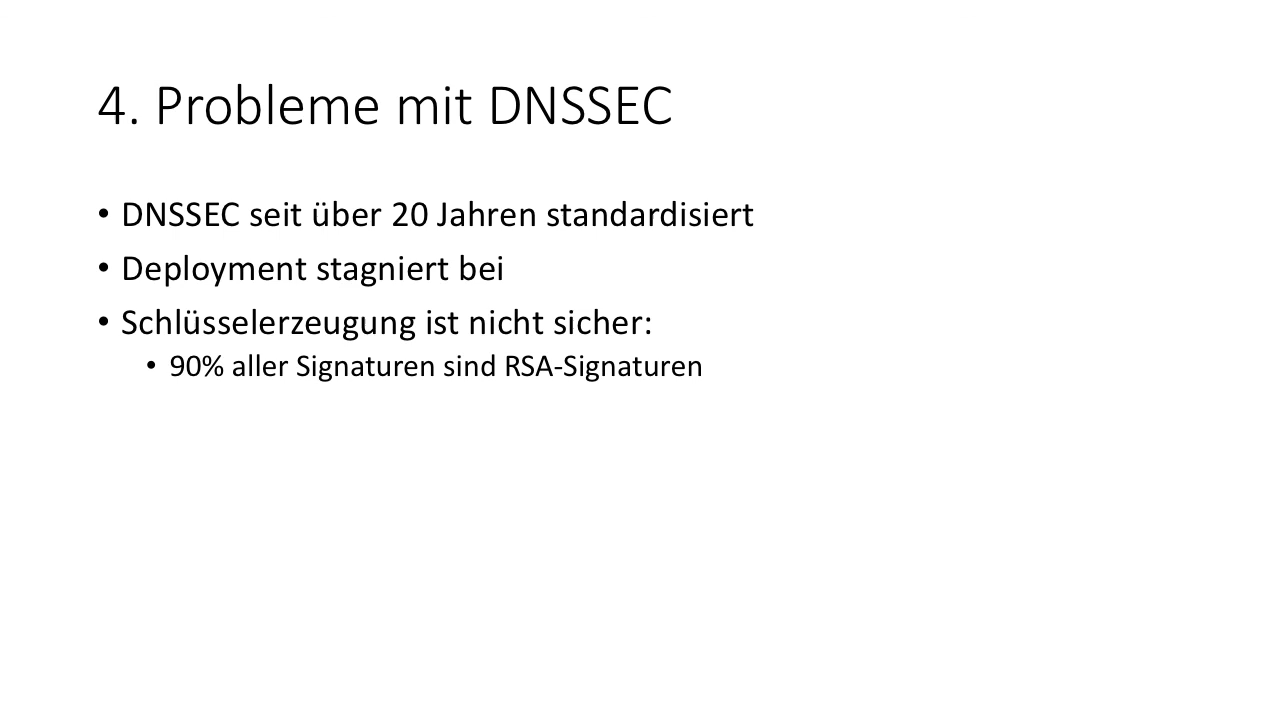 4. Probleme mit DNSSEC
• DNSSEC seit über 20 Jahren standardisiert
• Deployment stagniert bei
• Schlüsselerzeugung ist nicht sicher:
• 90% aller Signaturen sind RSA-Signaturen